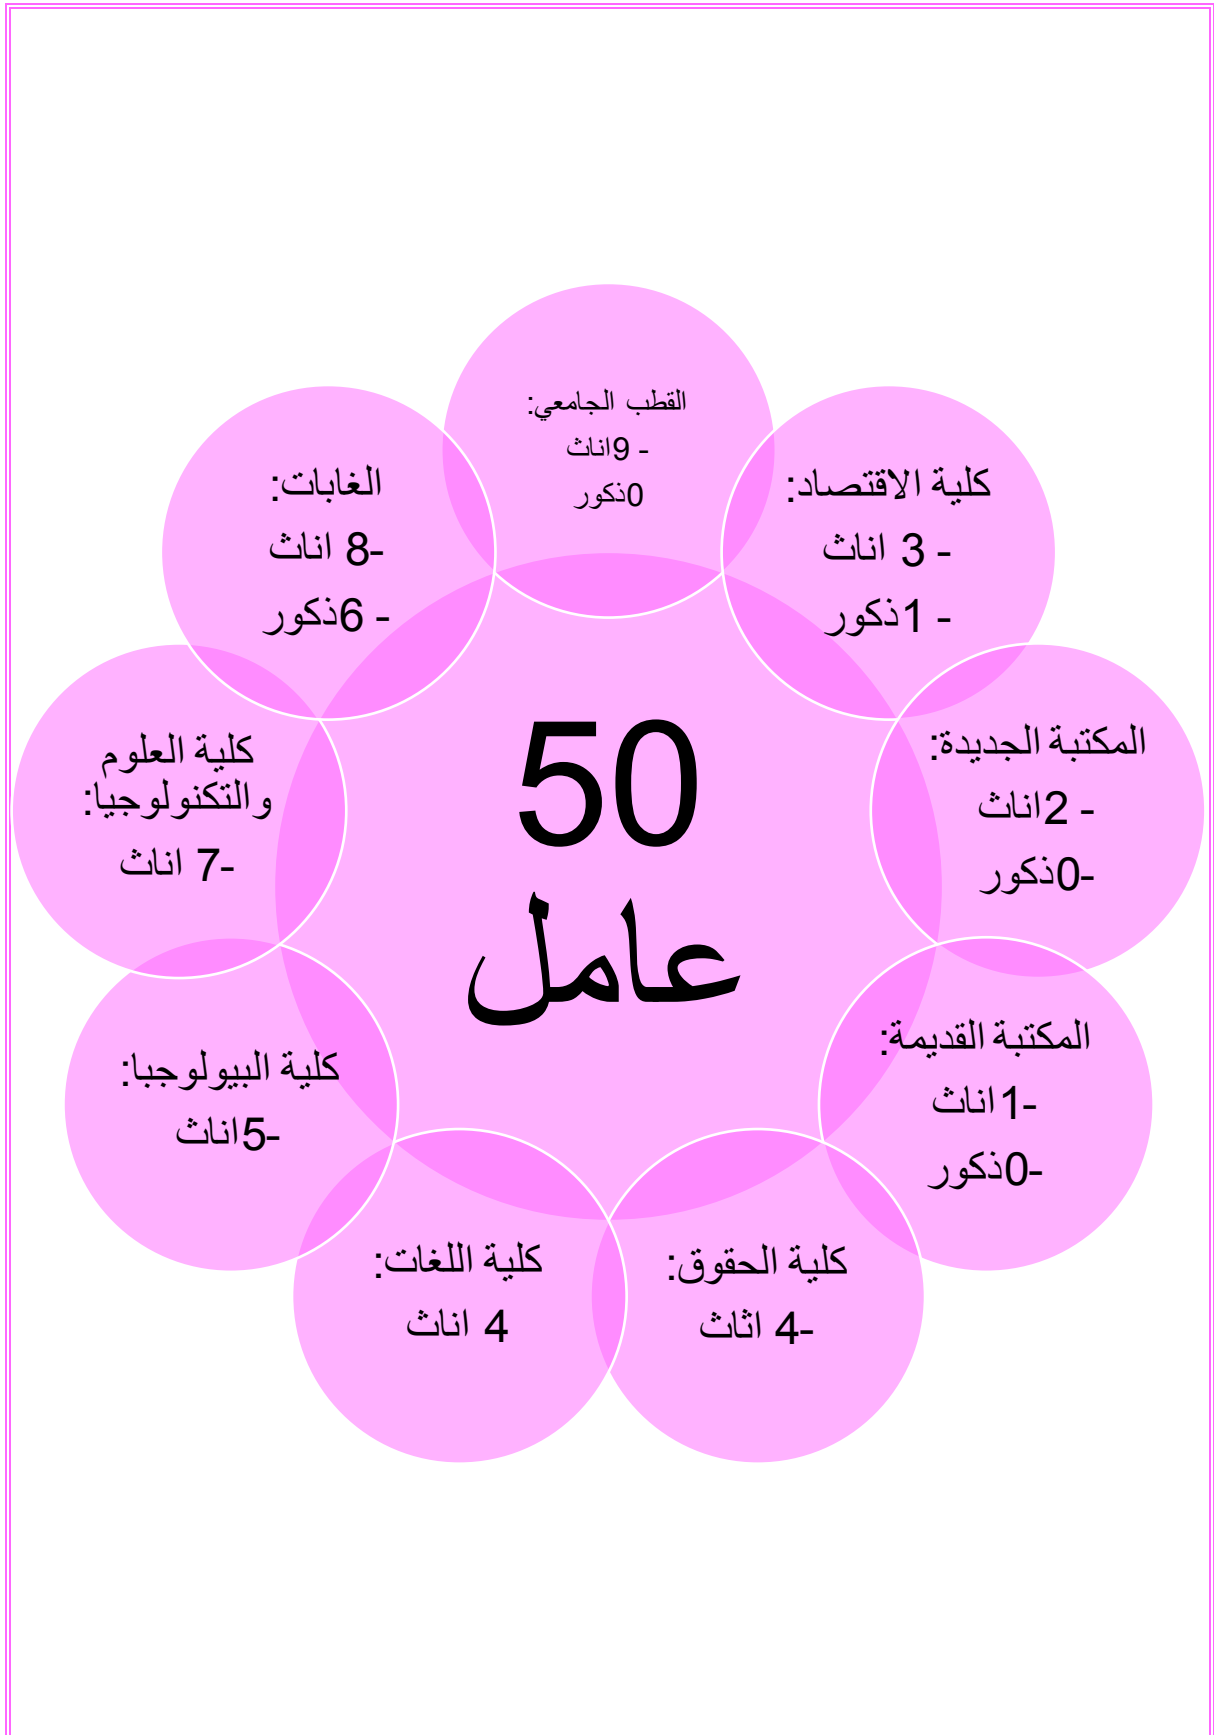 القطب الجامعي:
- 9اناث
0ذكور
كلية الاقتصاد:
- 3 اناث
- 1ذكور
المكتبة الجديدة:
- 2اناث
-0ذكور
المكتبة القديمة:
-1اناث
-0ذكور
كلية الحقوق:
-4 اثاث
كلية اللغات:
4 اناث
كلية البيولوجبا:
-5اناث
كلية العلوم
والتكنولوجيا:
-7 اناث
الغابات:
-8 اناث
- 6ذكور
50
عامل